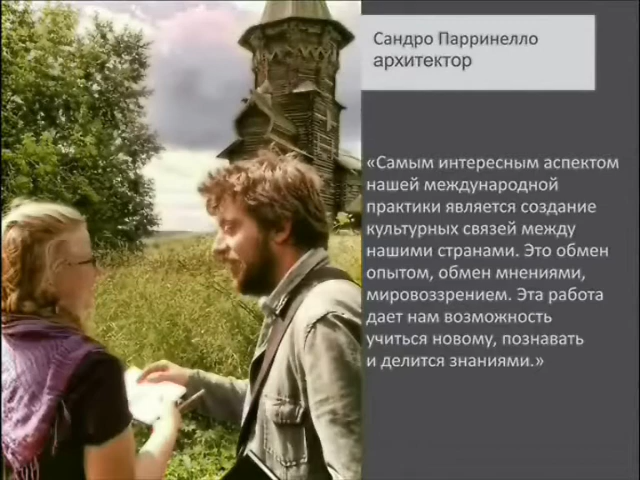 Сандро Парринелло
архитектор
«Самым интересным аспектом
нашей международной
практики является создание
культурных связей между
нашими странами. Это обмен
опытом, обмен мнениями,
мировоззрением. Эта работа
дает нам возможность
учиться новому, познавать
и делится знаниями.»